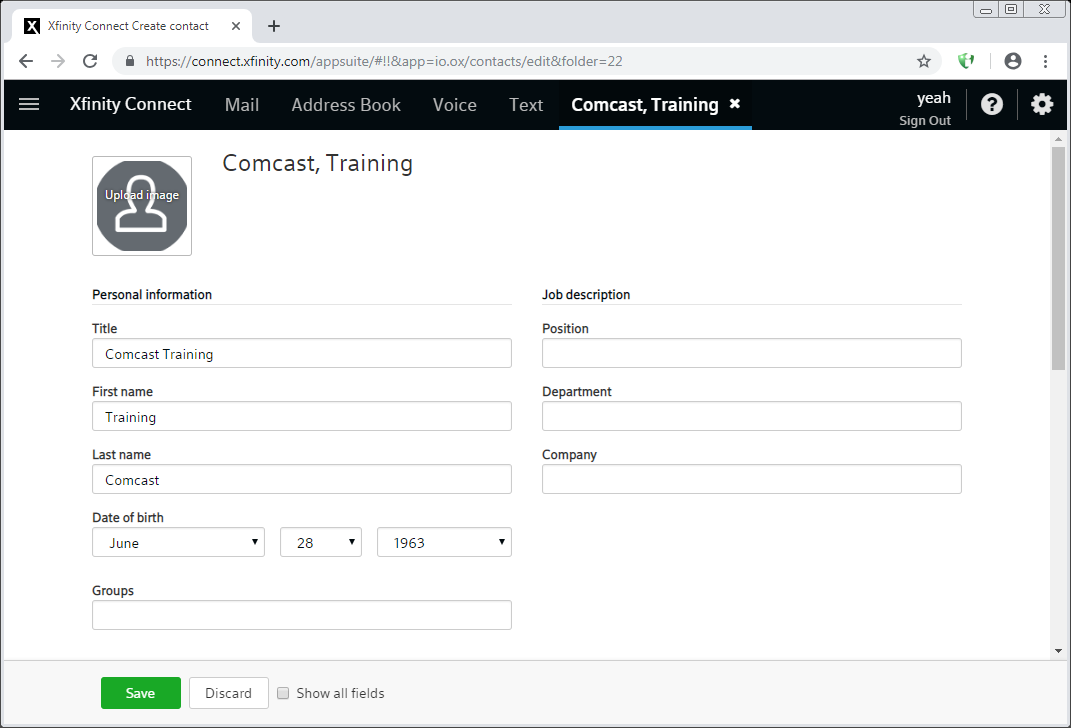 Xfinity Connect Create contact
https://connect.xfinity.com/appsuite/#!!&app=io.ox/contacts/edit&folder=22
Xfinity Connect Mail Address Book Voice Text Comcast, Training ✖ yeah
Sign Out
Comcast, Training
Upload image
Personal information Job description
Title Position
Comcast Training
First name Department
Training
Last name Company
Comcast
Date of birth
June 28 1963
Groups
Save Discard Show all fields